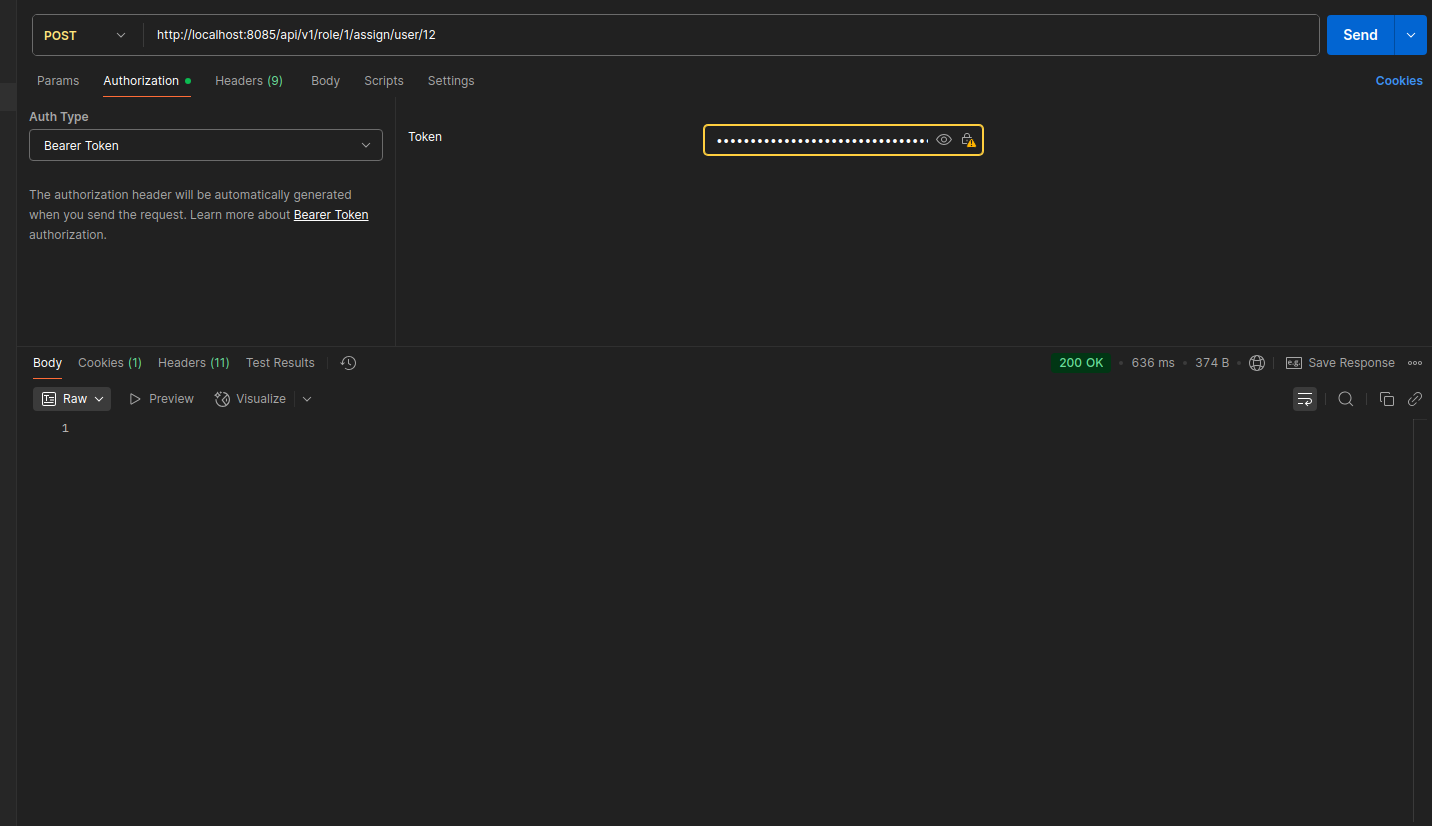 POST http://localhost:8085/api/v1/role/1/assign/user/12 Send
Params Authorization Headers (9) Body Scripts Settings Cookies
Auth Type
Bearer Token
Token
••••••••••••••••••••••••••••••••
The authorization header will be automatically generated
when you send the request. Learn more about Bearer Token
authorization.
Body Cookies (1) Headers (11) Test Results 200 OK • 636 ms • 374 B • e.g. Save Response
Raw Preview Visualize
1